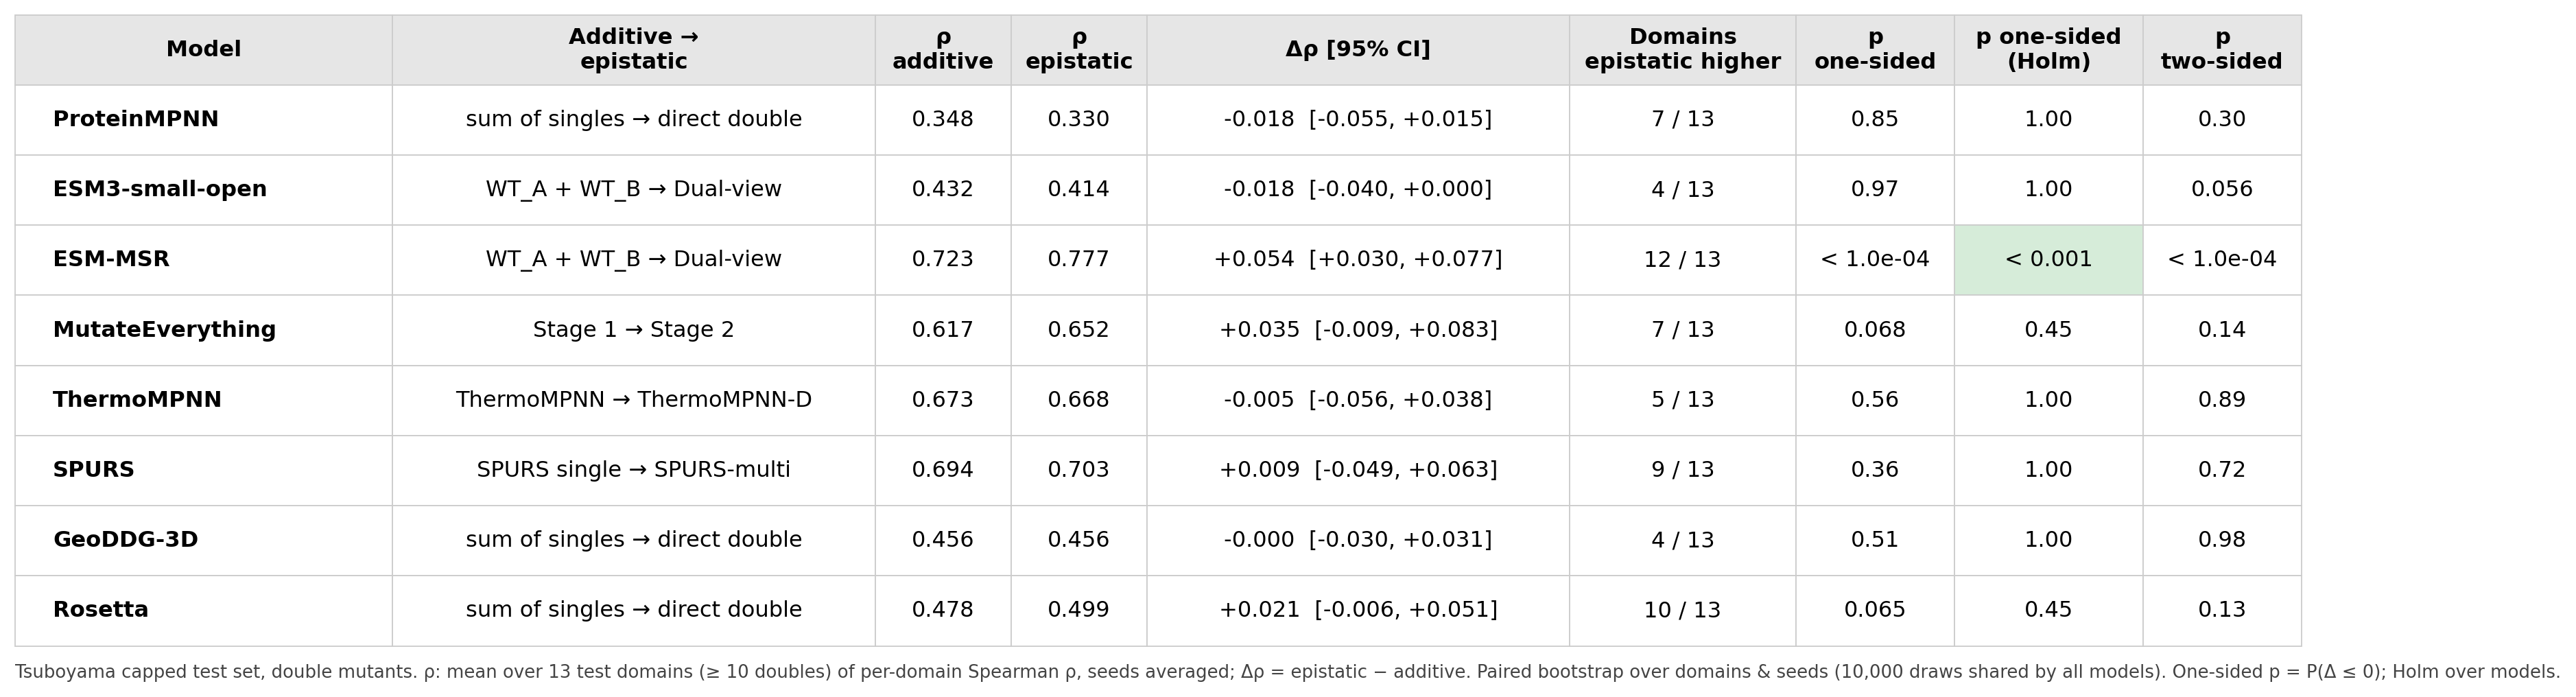 Model | Additive → epistatic | ρ additive | ρ epistatic | Δρ [95% CI] | Domains epistatic higher | p one-sided | p one-sided (Holm) | p two-sided
ProteinMPNN | sum of singles → direct double | 0.348 | 0.330 | -0.018 [-0.055, +0.015] | 7 / 13 | 0.85 | 1.00 | 0.30
ESM3-small-open | WT_A + WT_B → Dual-view | 0.432 | 0.414 | -0.018 [-0.040, +0.000] | 4 / 13 | 0.97 | 1.00 | 0.056
ESM-MSR | WT_A + WT_B → Dual-view | 0.723 | 0.777 | +0.054 [+0.030, +0.077] | 12 / 13 | < 1.0e-04 | < 0.001 | < 1.0e-04
MutateEverything | Stage 1 → Stage 2 | 0.617 | 0.652 | +0.035 [-0.009, +0.083] | 7 / 13 | 0.068 | 0.45 | 0.14
ThermoMPNN | ThermoMPNN → ThermoMPNN-D | 0.673 | 0.668 | -0.005 [-0.056, +0.038] | 5 / 13 | 0.56 | 1.00 | 0.89
SPURS | SPURS single → SPURS-multi | 0.694 | 0.703 | +0.009 [-0.049, +0.063] | 9 / 13 | 0.36 | 1.00 | 0.72
GeoDDG-3D | sum of singles → direct double | 0.456 | 0.456 | -0.000 [-0.030, +0.031] | 4 / 13 | 0.51 | 1.00 | 0.98
Rosetta | sum of singles → direct double | 0.478 | 0.499 | +0.021 [-0.006, +0.051] | 10 / 13 | 0.065 | 0.45 | 0.13
Tsuboyama capped test set, double mutants. ρ: mean over 13 test domains (≥ 10 doubles) of per-domain Spearman ρ, seeds averaged; Δρ = epistatic − additive. Paired bootstrap over domains & seeds (10,000 draws shared by all models). One-sided p = P(Δ ≤ 0); Holm over models.